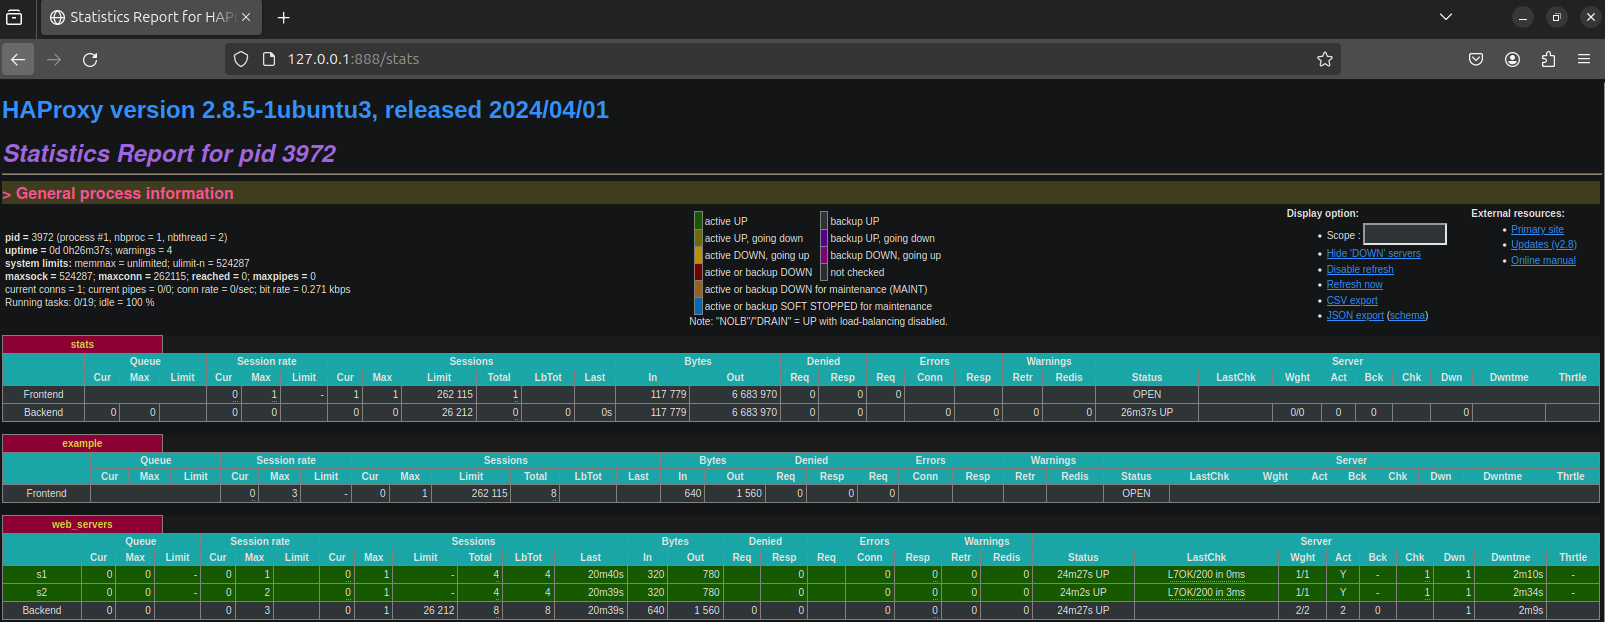 Statistics Report for HAP
127.0.0.1:888/stats
HAProxy version 2.8.5-1ubuntu3, released 2024/04/01
Statistics Report for pid 3972
> General process information
pid = 3972 (process #1, nbproc = 1, nbthread = 2)
uptime = 0d 0h26m37s; warnings = 4
system limits: memmax = unlimited; ulimit-n = 524287
maxsock = 524287; maxconn = 262115; reached = 0; maxpipes = 0
current conns = 1; current pipes = 0/0; conn rate = 0/sec; bit rate = 0.271 kbps
Running tasks: 0/19; idle = 100 %
active UP backup UP
active UP, going down backup UP, going down
active DOWN, going up backup DOWN, going up
active or backup DOWN not checked
active or backup DOWN for maintenance (MAINT)
active or backup SOFT STOPPED for maintenance
Note: "NOLB"/"DRAIN" = UP with load-balancing disabled.
Display option:
Scope :
Hide 'DOWN' servers
Disable refresh
Refresh now
CSV export
JSON export (schema)
External resources:
Primary site
Updates (v2.8)
Online manual
stats
Queue Session rate Sessions Bytes Denied Errors Warnings Server
Cur Max Limit Cur Max Limit Cur Max Limit Total LbTot Last In Out Req Resp Req Conn Resp Retr Redis Status LastChk Wght Act Bck Chk Dwn Dwntme Thrtle
Frontend 0 1 - 1 1 262 115 1 117 779 6 683 970 0 0 0 OPEN
Backend 0 0 0 0 0 0 26 212 0 0 0s 117 779 6 683 970 0 0 0 0 0 0 26m37s UP 0/0 0 0 0
example
Queue Session rate Sessions Bytes Denied Errors Warnings Server
Cur Max Limit Cur Max Limit Cur Max Limit Total LbTot Last In Out Req Resp Req Conn Resp Retr Redis Status LastChk Wght Act Bck Chk Dwn Dwntme Thrtle
Frontend 0 3 - 0 1 262 115 8 640 1 560 0 0 0 OPEN
web_servers
Queue Session rate Sessions Bytes Denied Errors Warnings Server
Cur Max Limit Cur Max Limit Cur Max Limit Total LbTot Last In Out Req Resp Req Conn Resp Retr Redis Status LastChk Wght Act Bck Chk Dwn Dwntme Thrtle
s1 0 0 - 0 1 0 1 - 4 4 20m40s 320 780 0 0 0 0 0 24m27s UP L7OK/200 in 0ms 1/1 Y - 1 1 2m10s -
s2 0 0 - 0 2 0 1 - 4 4 20m39s 320 780 0 0 0 0 0 24m2s UP L7OK/200 in 3ms 1/1 Y - 1 1 2m34s -
Backend 0 0 0 3 0 1 26 212 8 8 20m39s 640 1 560 0 0 0 0 0 0 24m27s UP 2/2 2 0 1 2m9s